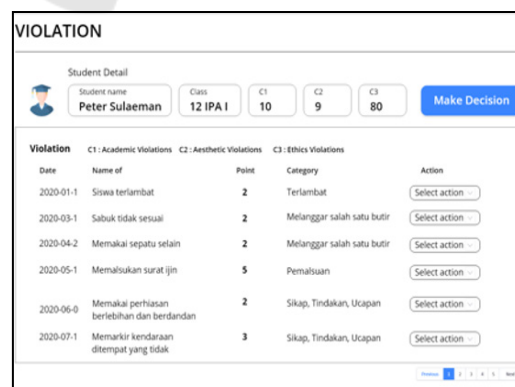 VIOLATION
Student Detail
Student name Class C1 C2 C3
Peter Sulaeman 12 IPA I 10 9 80 Make Decision
Violation C1 : Academic Violations C2 : Aesthetic Violations C3 : Ethics Violations
Date Name of Point Category Action
2020-01-1 Siswa terlambat 2 Terlambat Select action
2020-03-1 Sabuk tidak sesuai 2 Melanggar salah satu butir Select action
2020-04-2 Memakai sepatu selain 2 Melanggar salah satu butir Select action
2020-05-1 Memalsukan surat ijin 5 Pemalsuan Select action
2020-06-0 Memakai perhiasan berlebihan dan berdandan 2 Sikap, Tindakan, Ucapan Select action
2020-07-1 Memarkir kendaraan ditempat yang tidak 3 Sikap, Tindakan, Ucapan Select action
Previous 1 2 3 4 5 Next